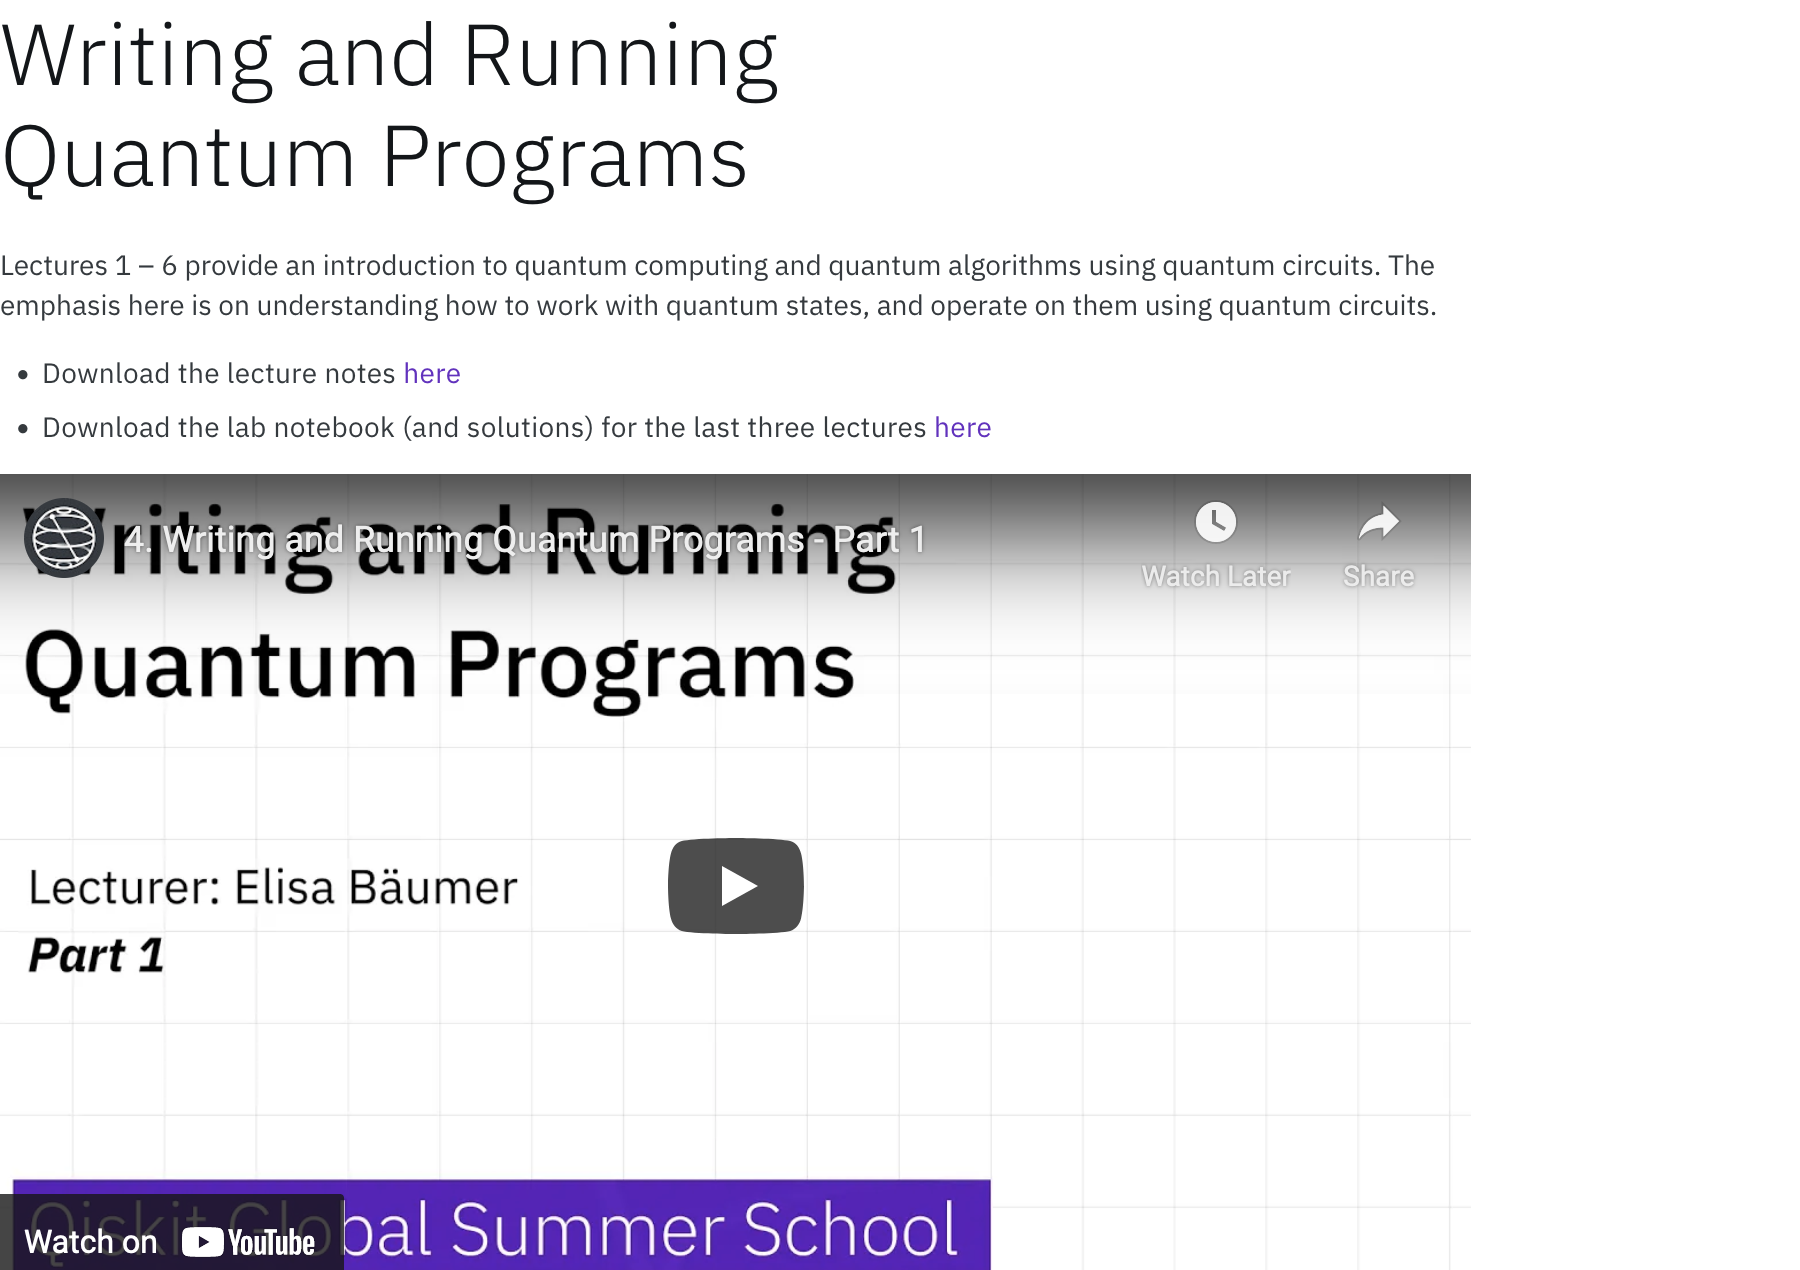 Writing and Running
Quantum Programs
Lectures 1 – 6 provide an introduction to quantum computing and quantum algorithms using quantum circuits. The
emphasis here is on understanding how to work with quantum states, and operate on them using quantum circuits.
• Download the lecture notes here
• Download the lab notebook (and solutions) for the last three lectures here
4. Writing and Running Quantum Programs - Part 1
Watch Later
Share
Writing and Running
Quantum Programs
Lecturer: Elisa Bäumer
Part 1
Qiskit Global Summer School
Watch on YouTube